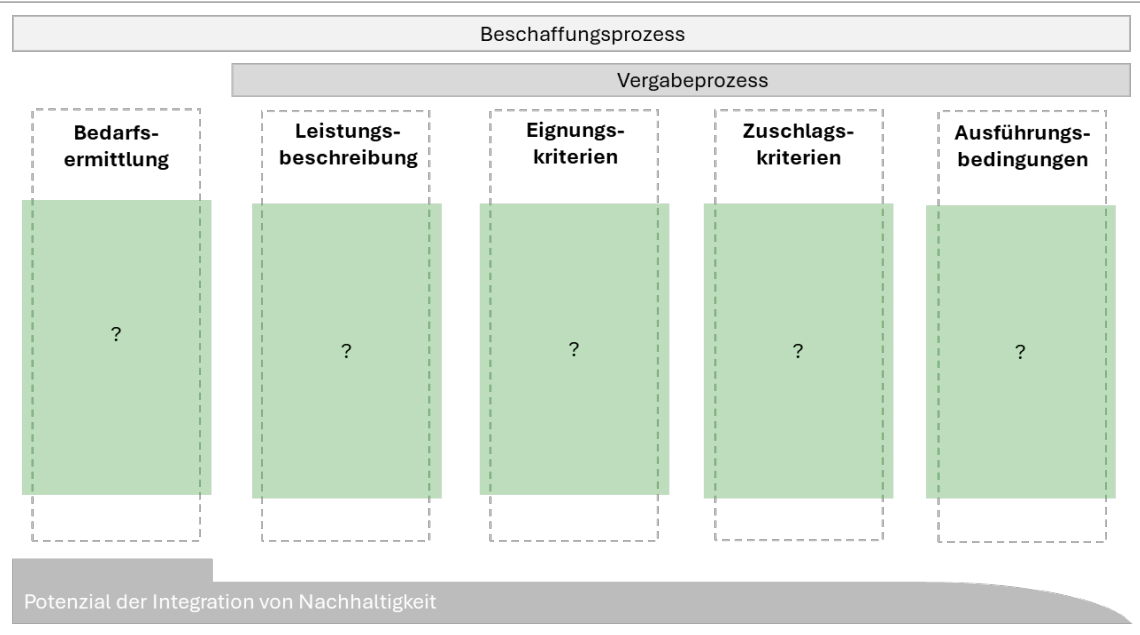 Beschaffungsprozess
Vergabeprozess
Bedarfs-
ermittlung
Leistungs-
beschreibung
Eignungs-
kriterien
Zuschlags-
kriterien
Ausführungs-
bedingungen
?
?
?
?
?
Potenzial der Integration von Nachhaltigkeit